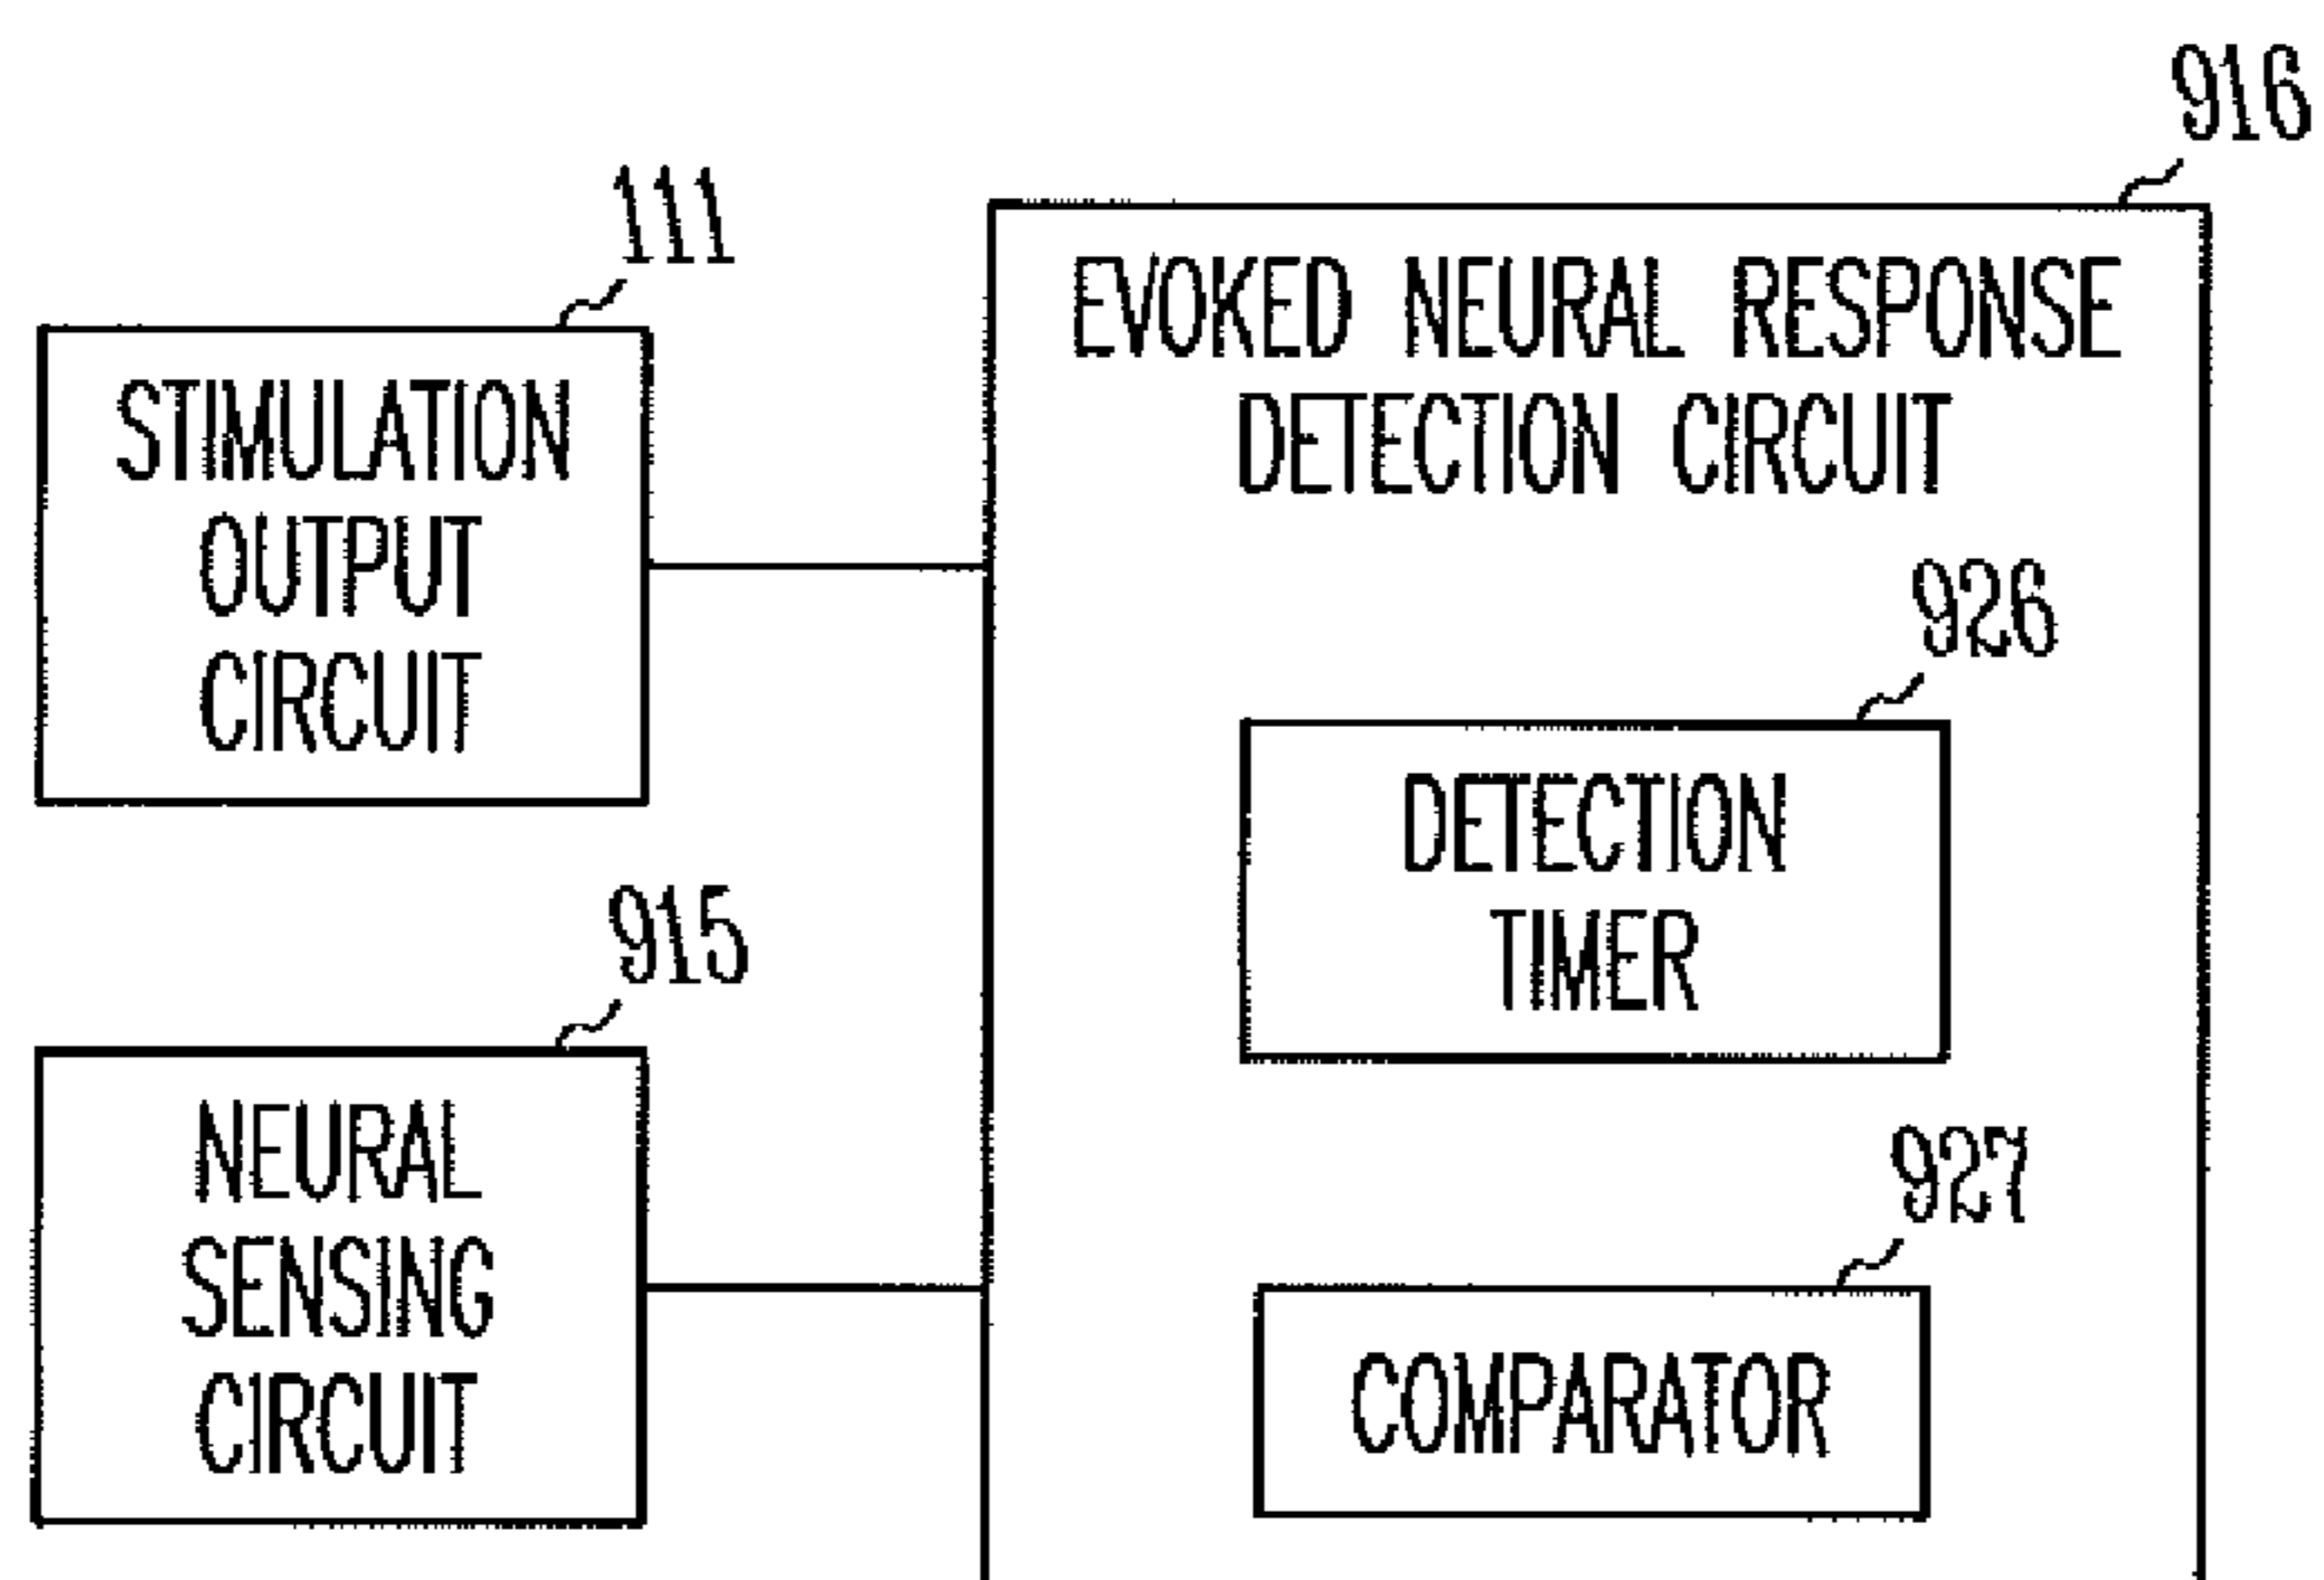 916
111
EVOKED NEURAL RESPONSE
DETECTION CIRCUIT
STIMULATION
OUTPUT
CIRCUIT
926
DETECTION
TIMER
915
NEURAL
SENSING
CIRCUIT
927
COMPARATOR